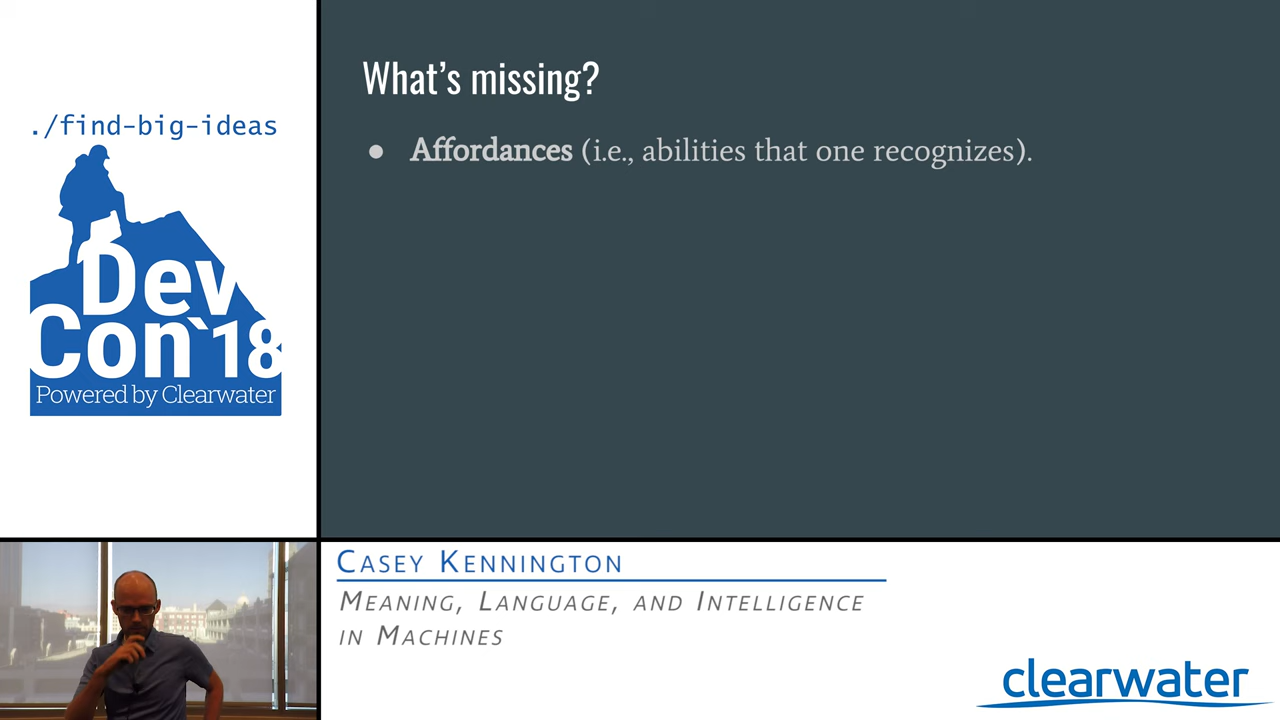 ./find-big-ideas
Dev
Con`18
Powered by Clearwater
What's missing?
● Affordances (i.e., abilities that one recognizes).
Casey Kennington
Meaning, Language, and Intelligence
in Machines
clearwater